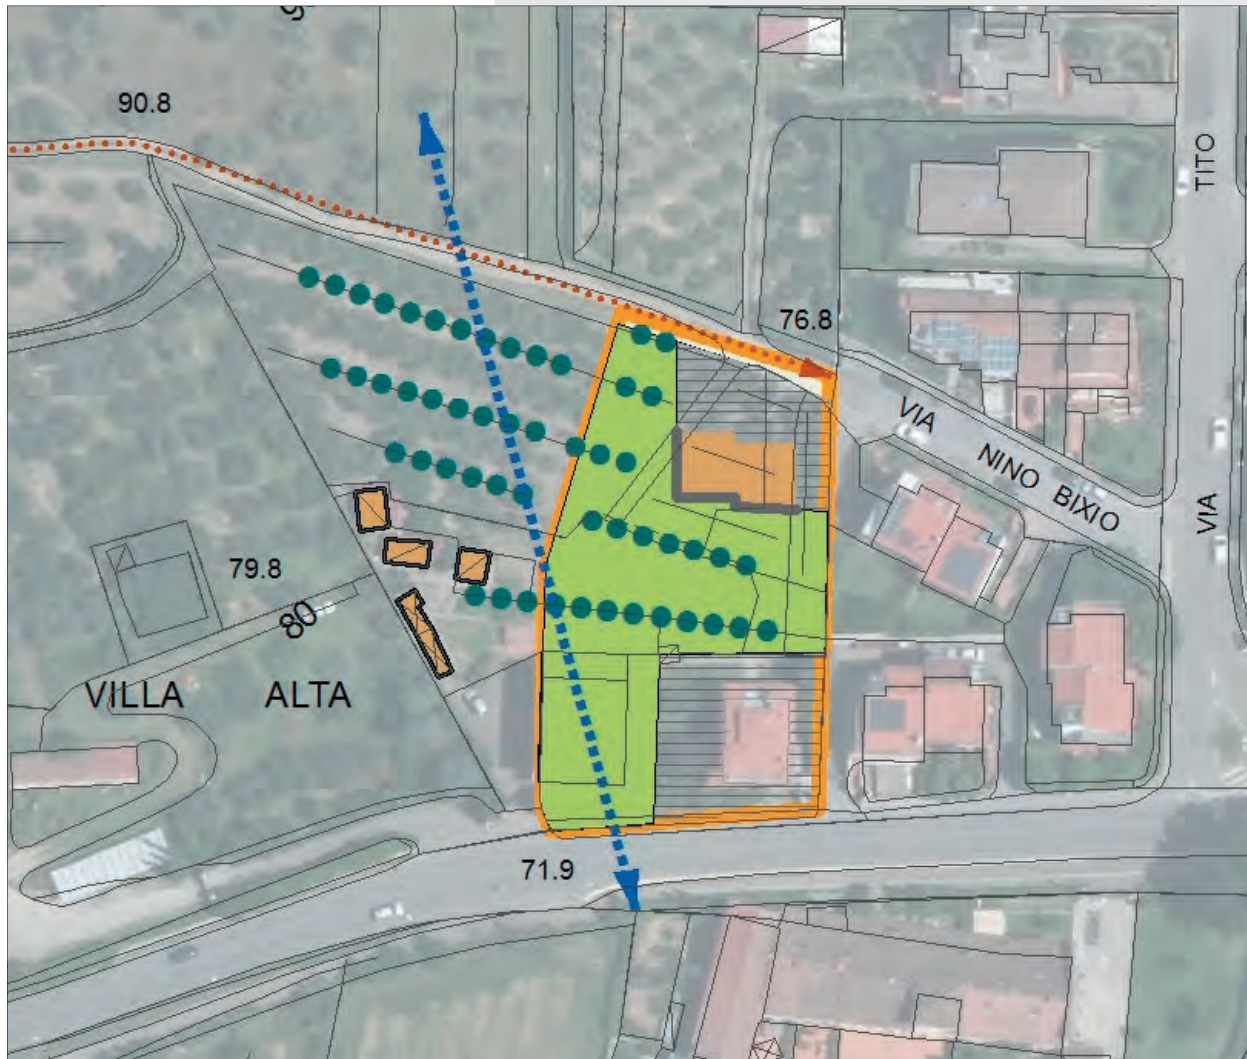 90.8
TITO
76.8
VIA
NINO BIXIO
VIA
79.8
80
VILLA ALTA
71.9